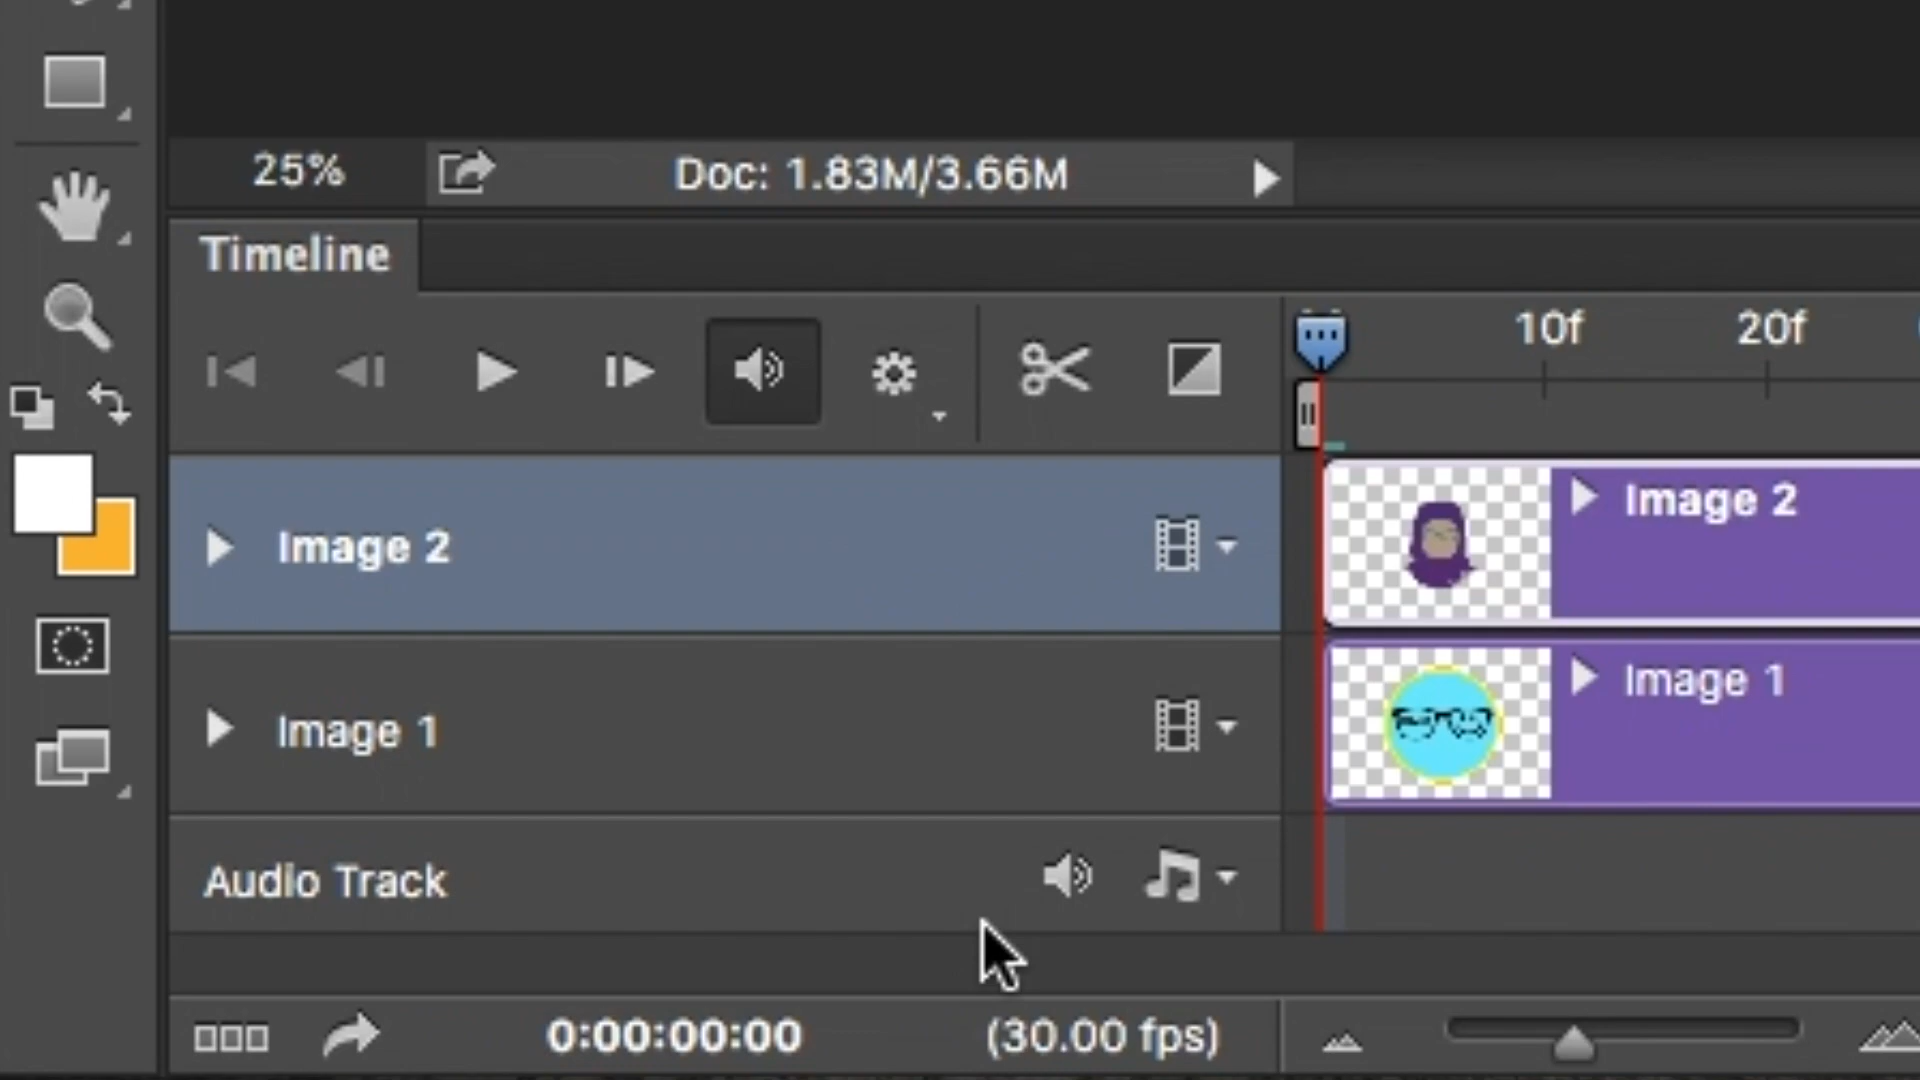 25%
Doc: 1.83M/3.66M
Timeline
10f 20f
Image 2
Image 2
Image 1
Image 1
Audio Track
0:00:00:00 (30.00 fps)